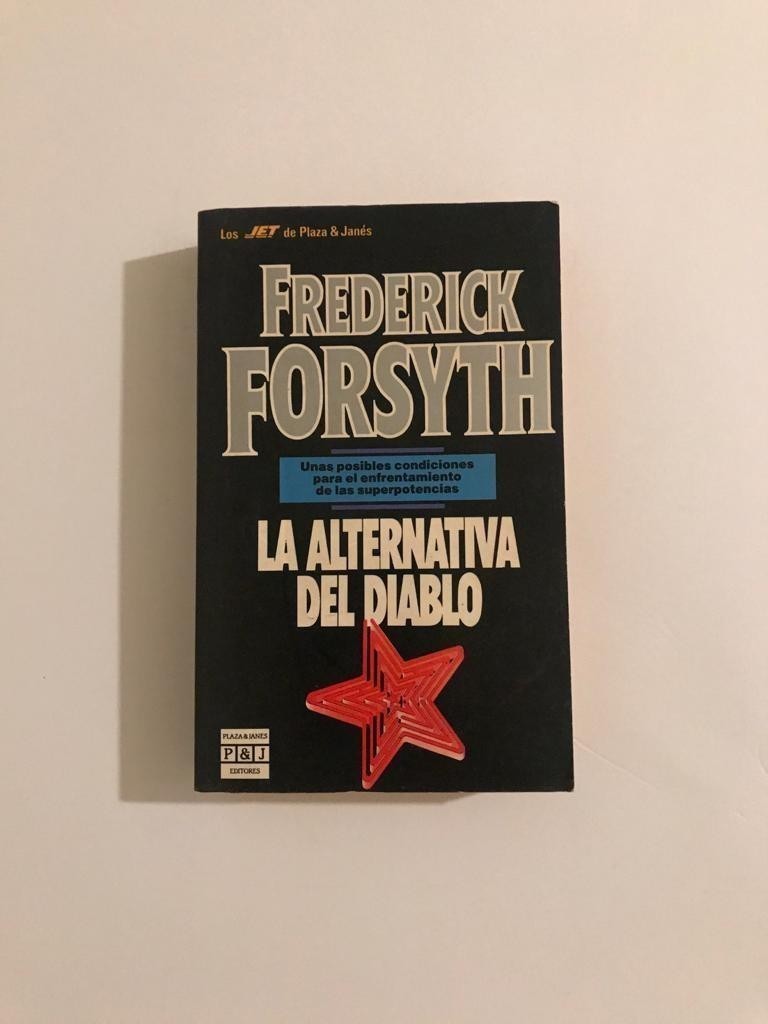 Los JET de Plaza & Janés
FREDERICK
FORSYTH
Unas posibles condiciones
para el enfrentamiento
de las superpotencias
LA ALTERNATIVA
DEL DIABLO
PLAZA & JANES
P & J
EDITORES